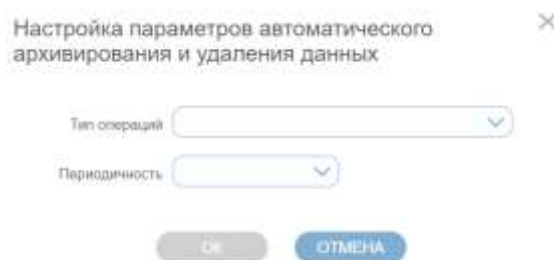 Настройка параметров автоматического
архивирования и удаления данных
Тип операций
Периодичность
ОК
ОТМЕНА